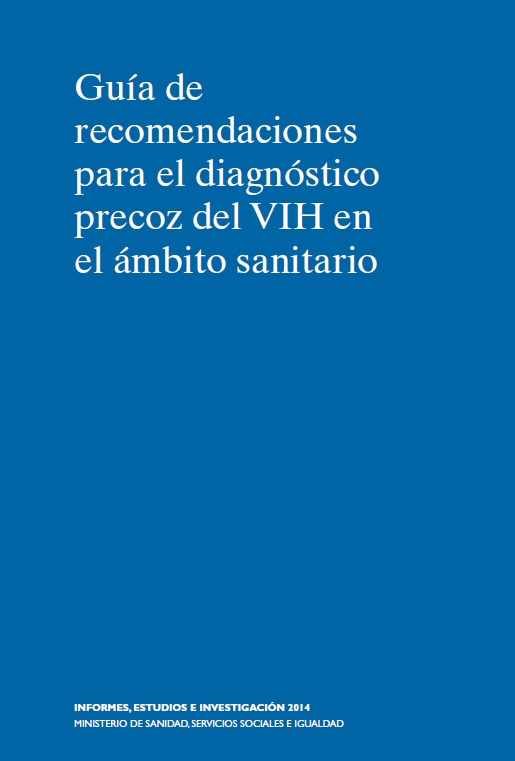 Guía de
recomendaciones
para el diagnóstico
precoz del VIH en
el ámbito sanitario
INFORMES, ESTUDIOS E INVESTIGACIÓN 2014
MINISTERIO DE SANIDAD, SERVICIOS SOCIALES E IGUALDAD